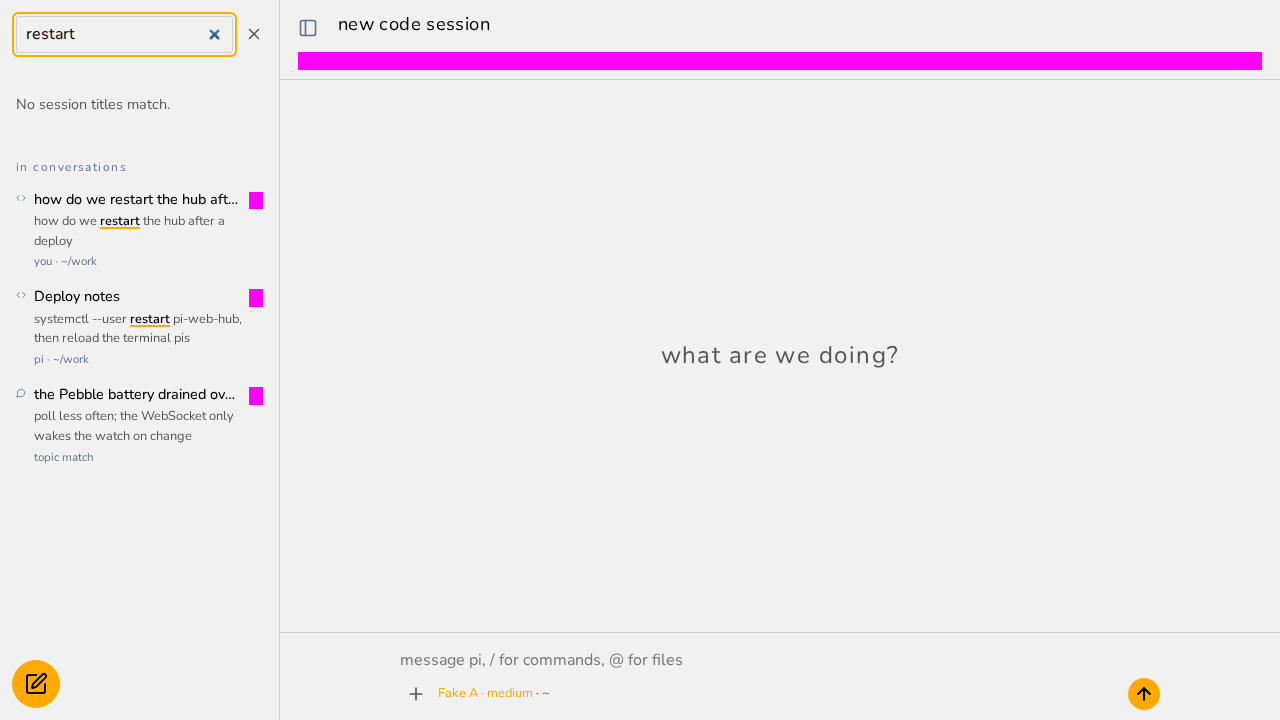 restart
No session titles match.
in conversations
how do we restart the hub aft...
how do we restart the hub after a
deploy
you · ~/work
Deploy notes
systemctl --user restart pi-web-hub,
then reload the terminal pis
pi · ~/work
the Pebble battery drained ov...
poll less often; the WebSocket only
wakes the watch on change
topic match
new code session
what are we doing?
message pi, / for commands, @ for files
Fake A · medium · ~